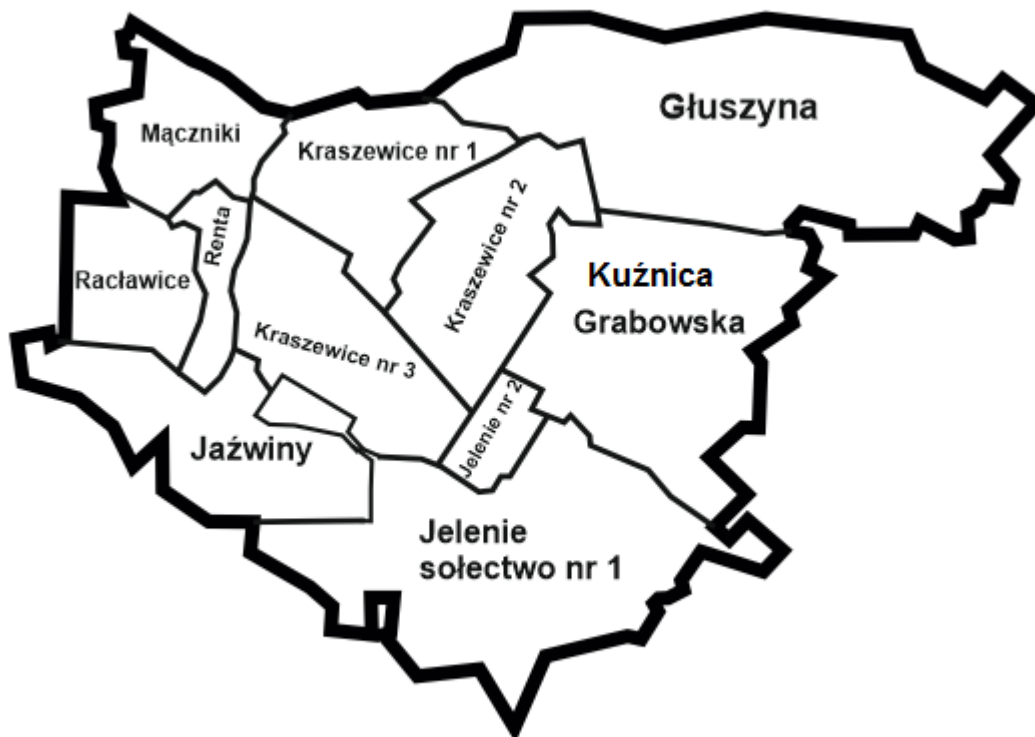 Głuszyna
Mączniki
Kraszewice nr 1
Kraszewice nr 2
Renta
Racławice
Kuźnica
Grabowska
Kraszewice nr 3
Jelenie nr 2
Jaźwiny
Jelenie
sołectwo nr 1